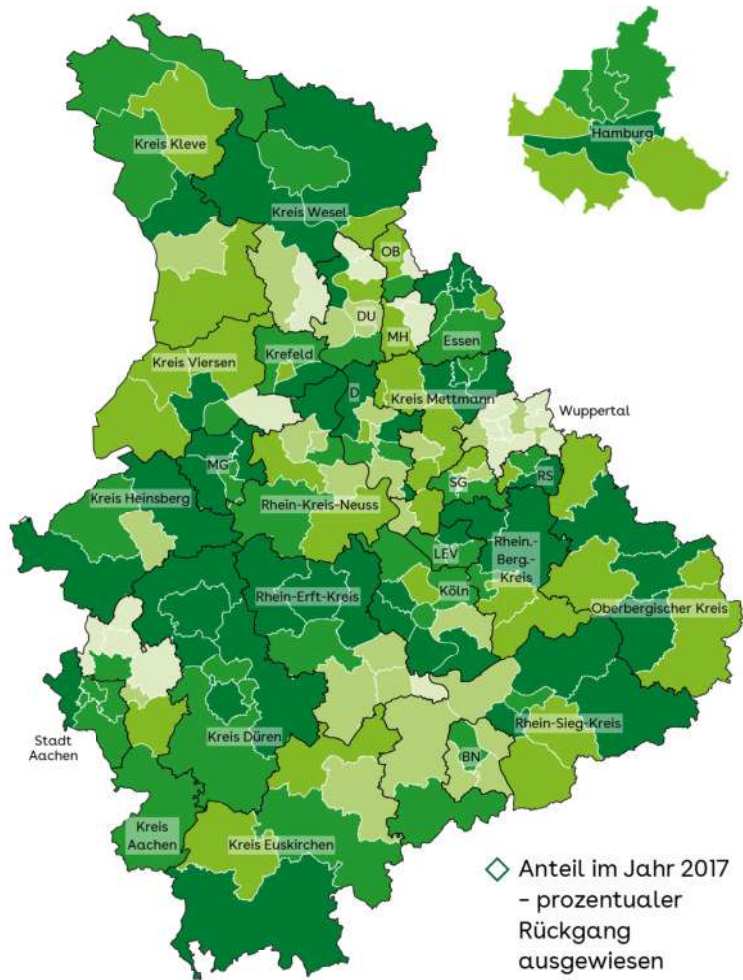 Hamburg
Kreis Kleve
Kreis Wesel
OB
DU
MH
Essen
Kreis Viersen
Krefeld
D
Kreis Mettmann
Wuppertal
MG
SG
RS
Kreis Heinsberg
Rhein-Kreis-Neuss
LEV
Rhein.-
Berg.-
Kreis
Rhein-Erft-Kreis
Köln
Oberbergischer Kreis
Stadt
Aachen
Kreis Düren
BN
Rhein-Sieg-Kreis
Kreis
Aachen
Kreis Euskirchen
Anteil im Jahr 2017
– prozentualer
Rückgang
ausgewiesen